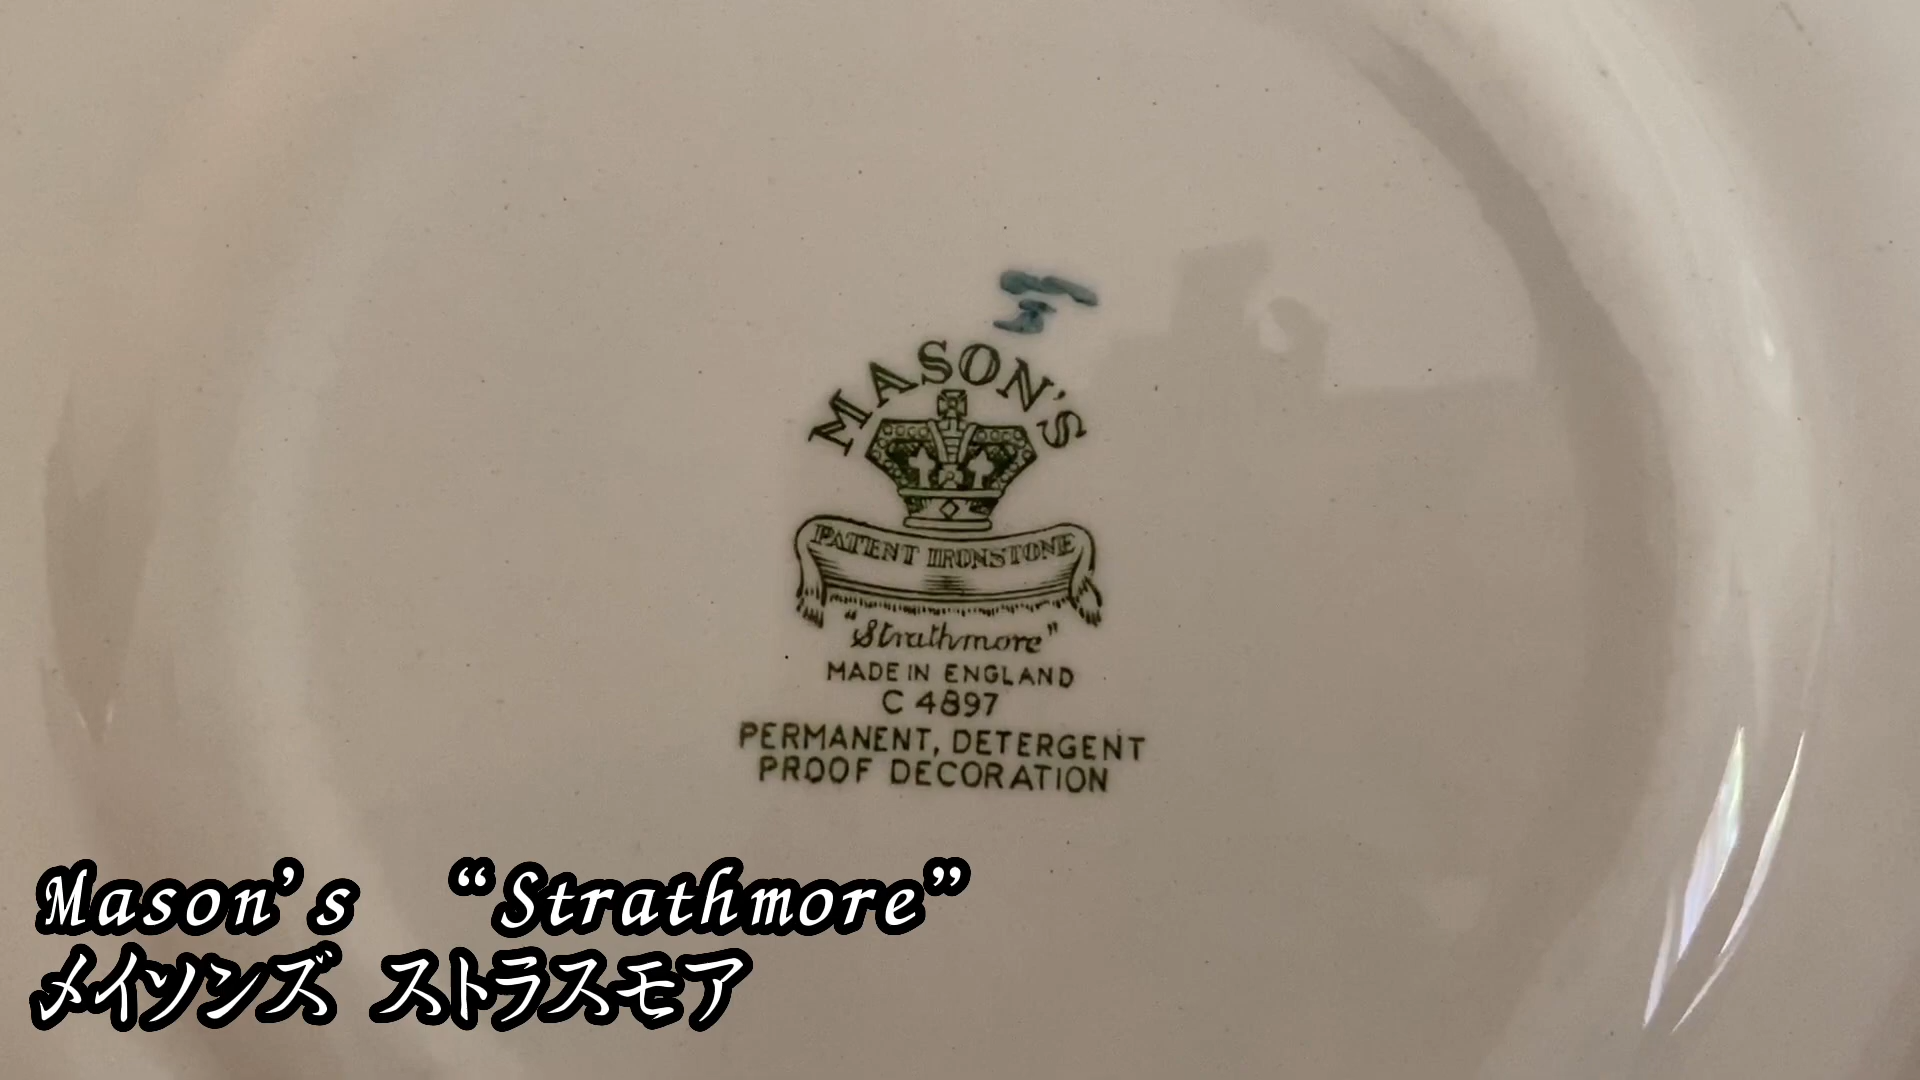 MASON'S
PATENT IRONSTONE
"Strathmore"
MADE IN ENGLAND
C 4897
PERMANENT, DETERGENT
PROOF DECORATION
Mason's “Strathmore”
メイソンズ ストラスモア